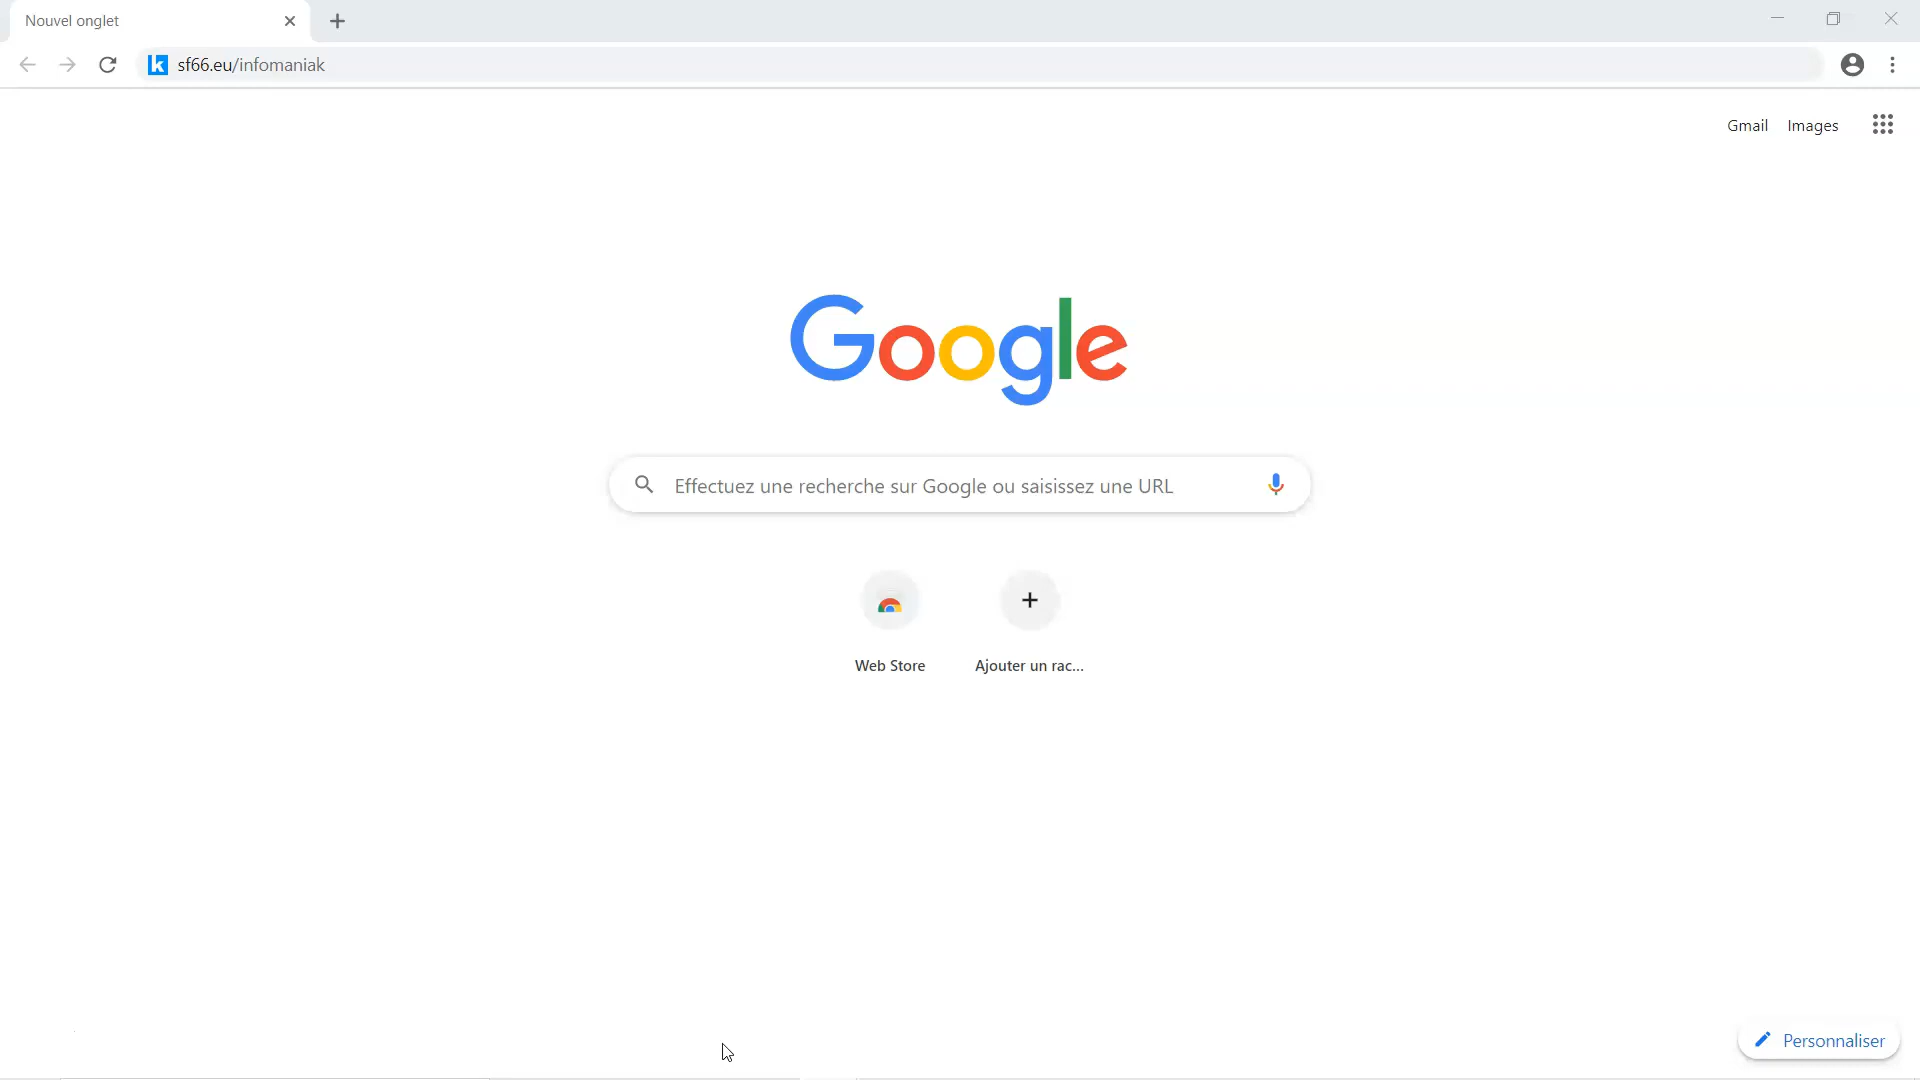 Nouvel onglet
k sf66.eu/infomaniak
Gmail Images
Google
Effectuez une recherche sur Google ou saisissez une URL
Web Store Ajouter un rac...
Personnaliser